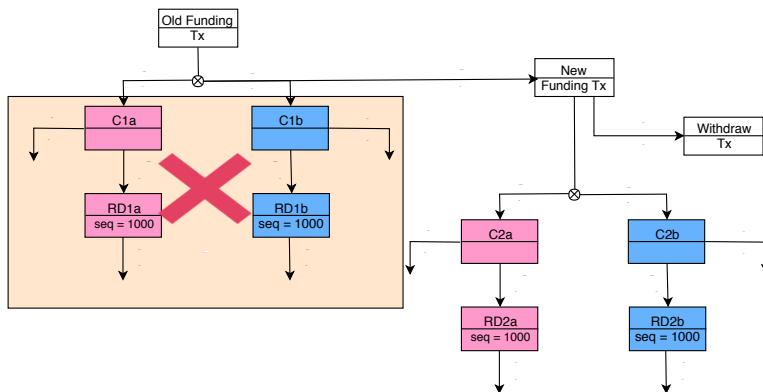 Old Funding
Tx
New
Funding Tx
C1a
C1b
Withdraw
Tx
RD1a
seq = 1000
RD1b
seq = 1000
C2a
C2b
RD2a
seq = 1000
RD2b
seq = 1000